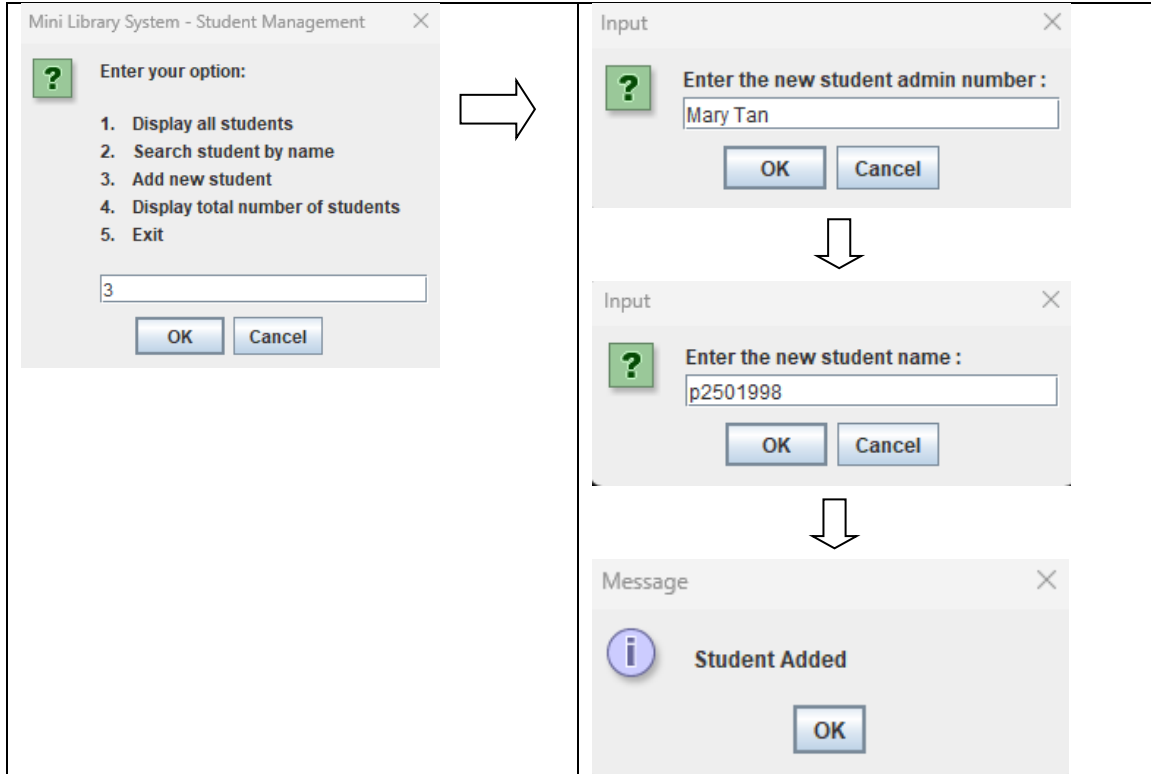 Mini Library System - Student Management
Enter your option:
1. Display all students
2. Search student by name
3. Add new student
4. Display total number of students
5. Exit
3
OK Cancel
Input
Enter the new student admin number :
Mary Tan
OK Cancel
Input
Enter the new student name :
p2501998
OK Cancel
Message
Student Added
OK